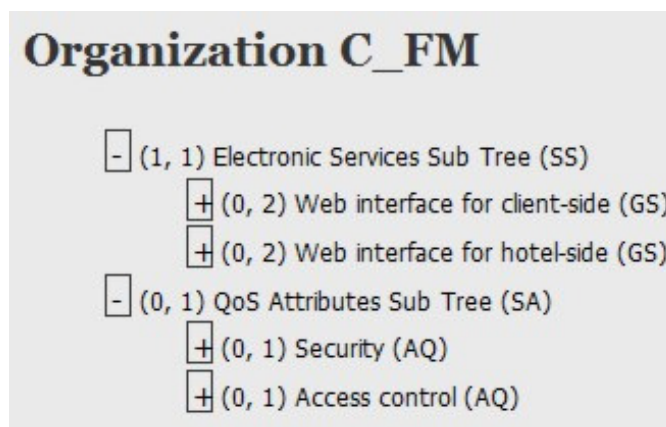 Organization C_FM
- (1, 1) Electronic Services Sub Tree (SS)
+ (0, 2) Web interface for client-side (GS)
+ (0, 2) Web interface for hotel-side (GS)
- (0, 1) QoS Attributes Sub Tree (SA)
+ (0, 1) Security (AQ)
+ (0, 1) Access control (AQ)